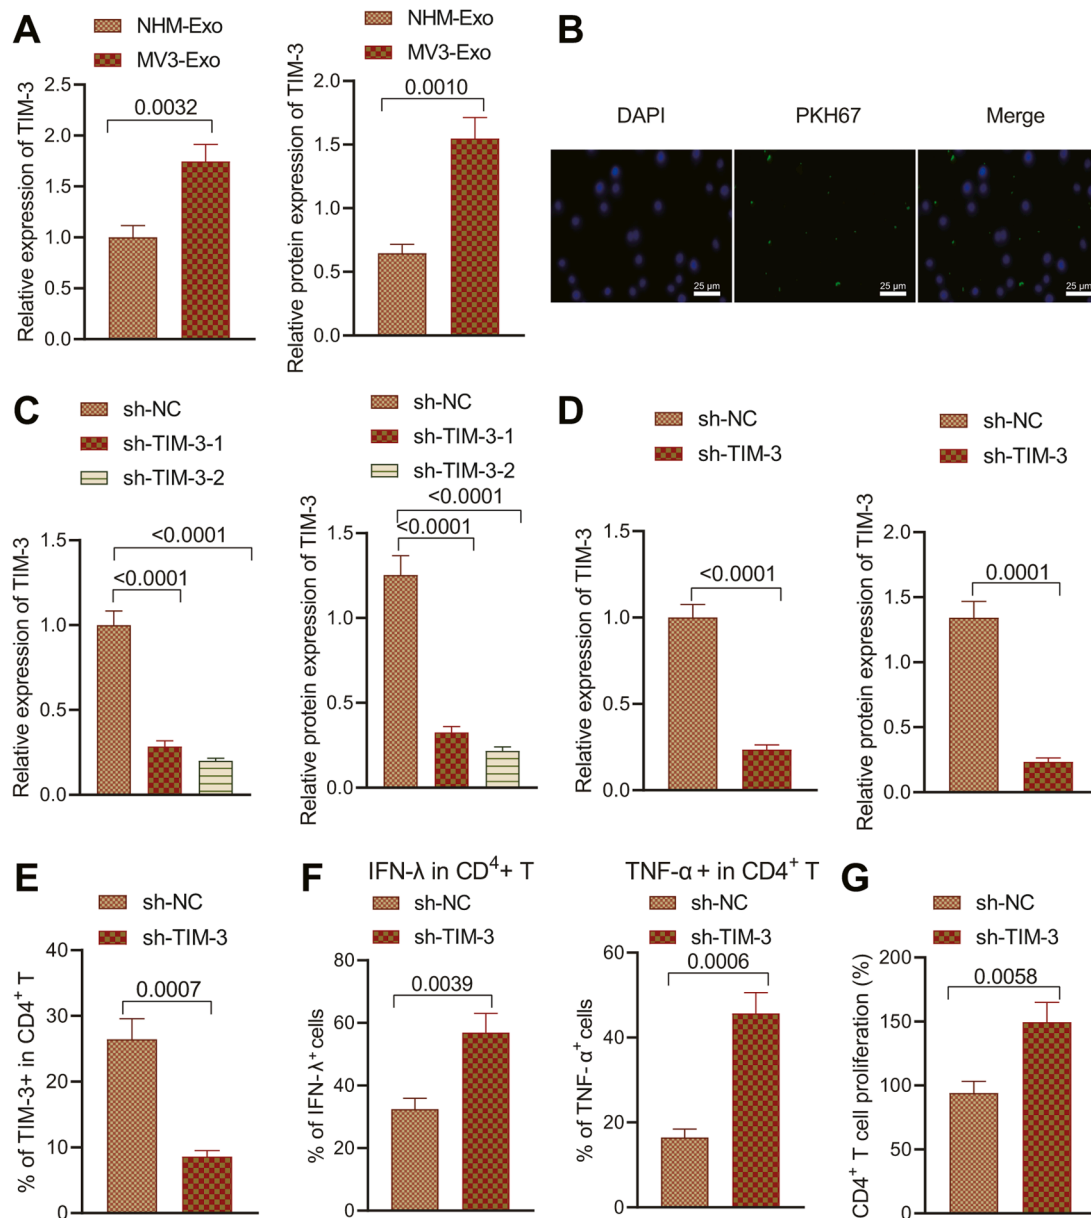 A
NHM-Exo
MV3-Exo
Relative expression of TIM-3
2.5
2.0
1.5
1.0
0.5
0.0
0.0032
NHM-Exo
MV3-Exo
Relative protein expression of TIM-3
2.0
1.5
1.0
0.5
0.0
0.0010
B
DAPI PKH67 Merge
25 µm 25 µm 25 µm
C
sh-NC
sh-TIM-3-1
sh-TIM-3-2
Relative expression of TIM-3
1.5
1.0
0.5
0.0
<0.0001
<0.0001
sh-NC
sh-TIM-3-1
sh-TIM-3-2
Relative protein expression of TIM-3
1.5
1.0
0.5
0.0
<0.0001
<0.0001
D
sh-NC
sh-TIM-3
Relative expression of TIM-3
1.5
1.0
0.5
0.0
<0.0001
sh-NC
sh-TIM-3
Relative protein expression of TIM-3
2.0
1.5
1.0
0.5
0.0
0.0001
E
sh-NC
sh-TIM-3
% of TIM-3+ in CD4⁺ T
40
30
20
10
0
0.0007
F
IFN-λ in CD⁴+ T
sh-NC
sh-TIM-3
% of IFN-λ⁺ cells
80
60
40
20
0
0.0039
TNF-α + in CD4⁺ T
sh-NC
sh-TIM-3
% of TNF-α⁺ cells
60
40
20
0
0.0006
G
sh-NC
sh-TIM-3
CD4⁺ T cell proliferation (%)
200
150
100
50
0
0.0058